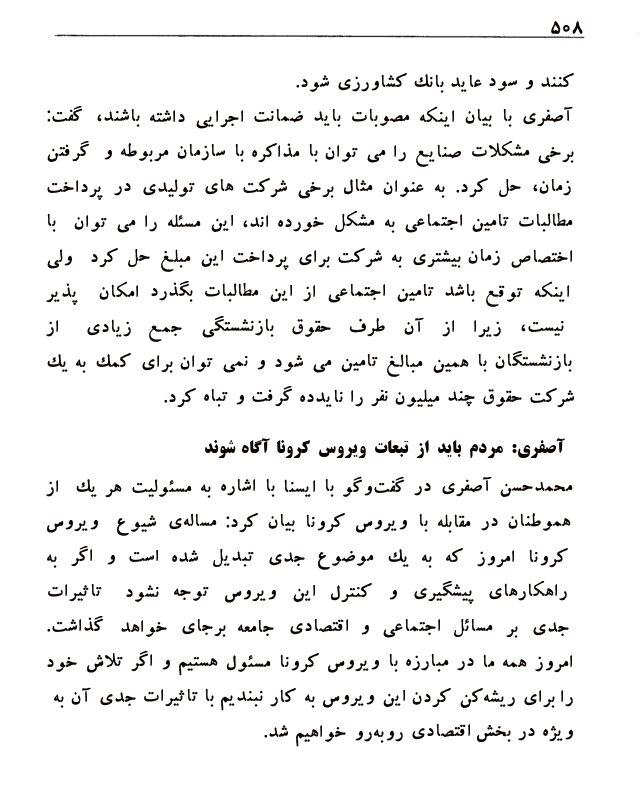 ۵۰۸
کنند و سود عاید بانك کشاورزی شود.
آصفری با بیان اینکه مصوبات باید ضمانت اجرایی داشته باشند، گفت:
برخی مشکلات صنایع را می توان با مذاکره با سازمان مربوطه و گرفتن
زمان، حل کرد. به عنوان مثال برخی شرکت های تولیدی در پرداخت
مطالبات تامین اجتماعی به مشکل خورده اند، این مسئله را می توان با
اختصاص زمان بیشتری به شرکت برای پرداخت این مبلغ حل کرد ولی
اینکه توقع باشد تامین اجتماعی از این مطالبات بگذرد امکان پذیر
نیست، زیرا از آن طرف حقوق بازنشستگی جمع زیادی از
بازنشستگان با همین مبالغ تامین می شود و نمی توان برای کمك به یك
شرکت حقوق چند میلیون نفر را نایدده گرفت و تباه کرد.
آصفری: مردم باید از تبعات ویروس کرونا آگاه شوند
محمدحسن آصفری در گفت‌وگو با ایسنا با اشاره به مسئولیت هر یك از
هموطنان در مقابله با ویروس کرونا بیان کرد: مساله‌ی شیوع ویروس
کرونا امروز که به یك موضوع جدی تبدیل شده است و اگر به
راهکارهای پیشگیری و کنترل این ویروس توجه نشود تاثیرات
جدی بر مسائل اجتماعی و اقتصادی جامعه برجای خواهد گذاشت.
امروز همه ما در مبارزه با ویروس کرونا مسئول هستیم و اگر تلاش خود
را برای ریشه‌کن کردن این ویروس به کار نبندیم با تاثیرات جدی آن به
ویژه در بخش اقتصادی روبه‌رو خواهیم شد.